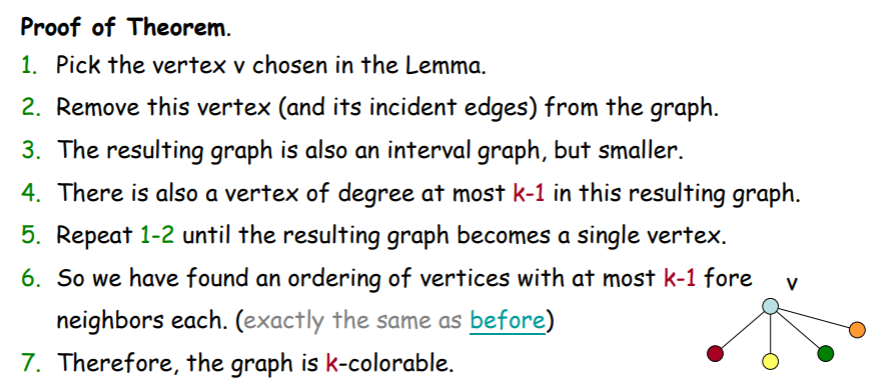 Proof of Theorem.
1. Pick the vertex v chosen in the Lemma.
2. Remove this vertex (and its incident edges) from the graph.
3. The resulting graph is also an interval graph, but smaller.
4. There is also a vertex of degree at most k-1 in this resulting graph.
5. Repeat 1-2 until the resulting graph becomes a single vertex.
6. So we have found an ordering of vertices with at most k-1 fore
v
neighbors each. (exactly the same as before)
7. Therefore, the graph is k-colorable.